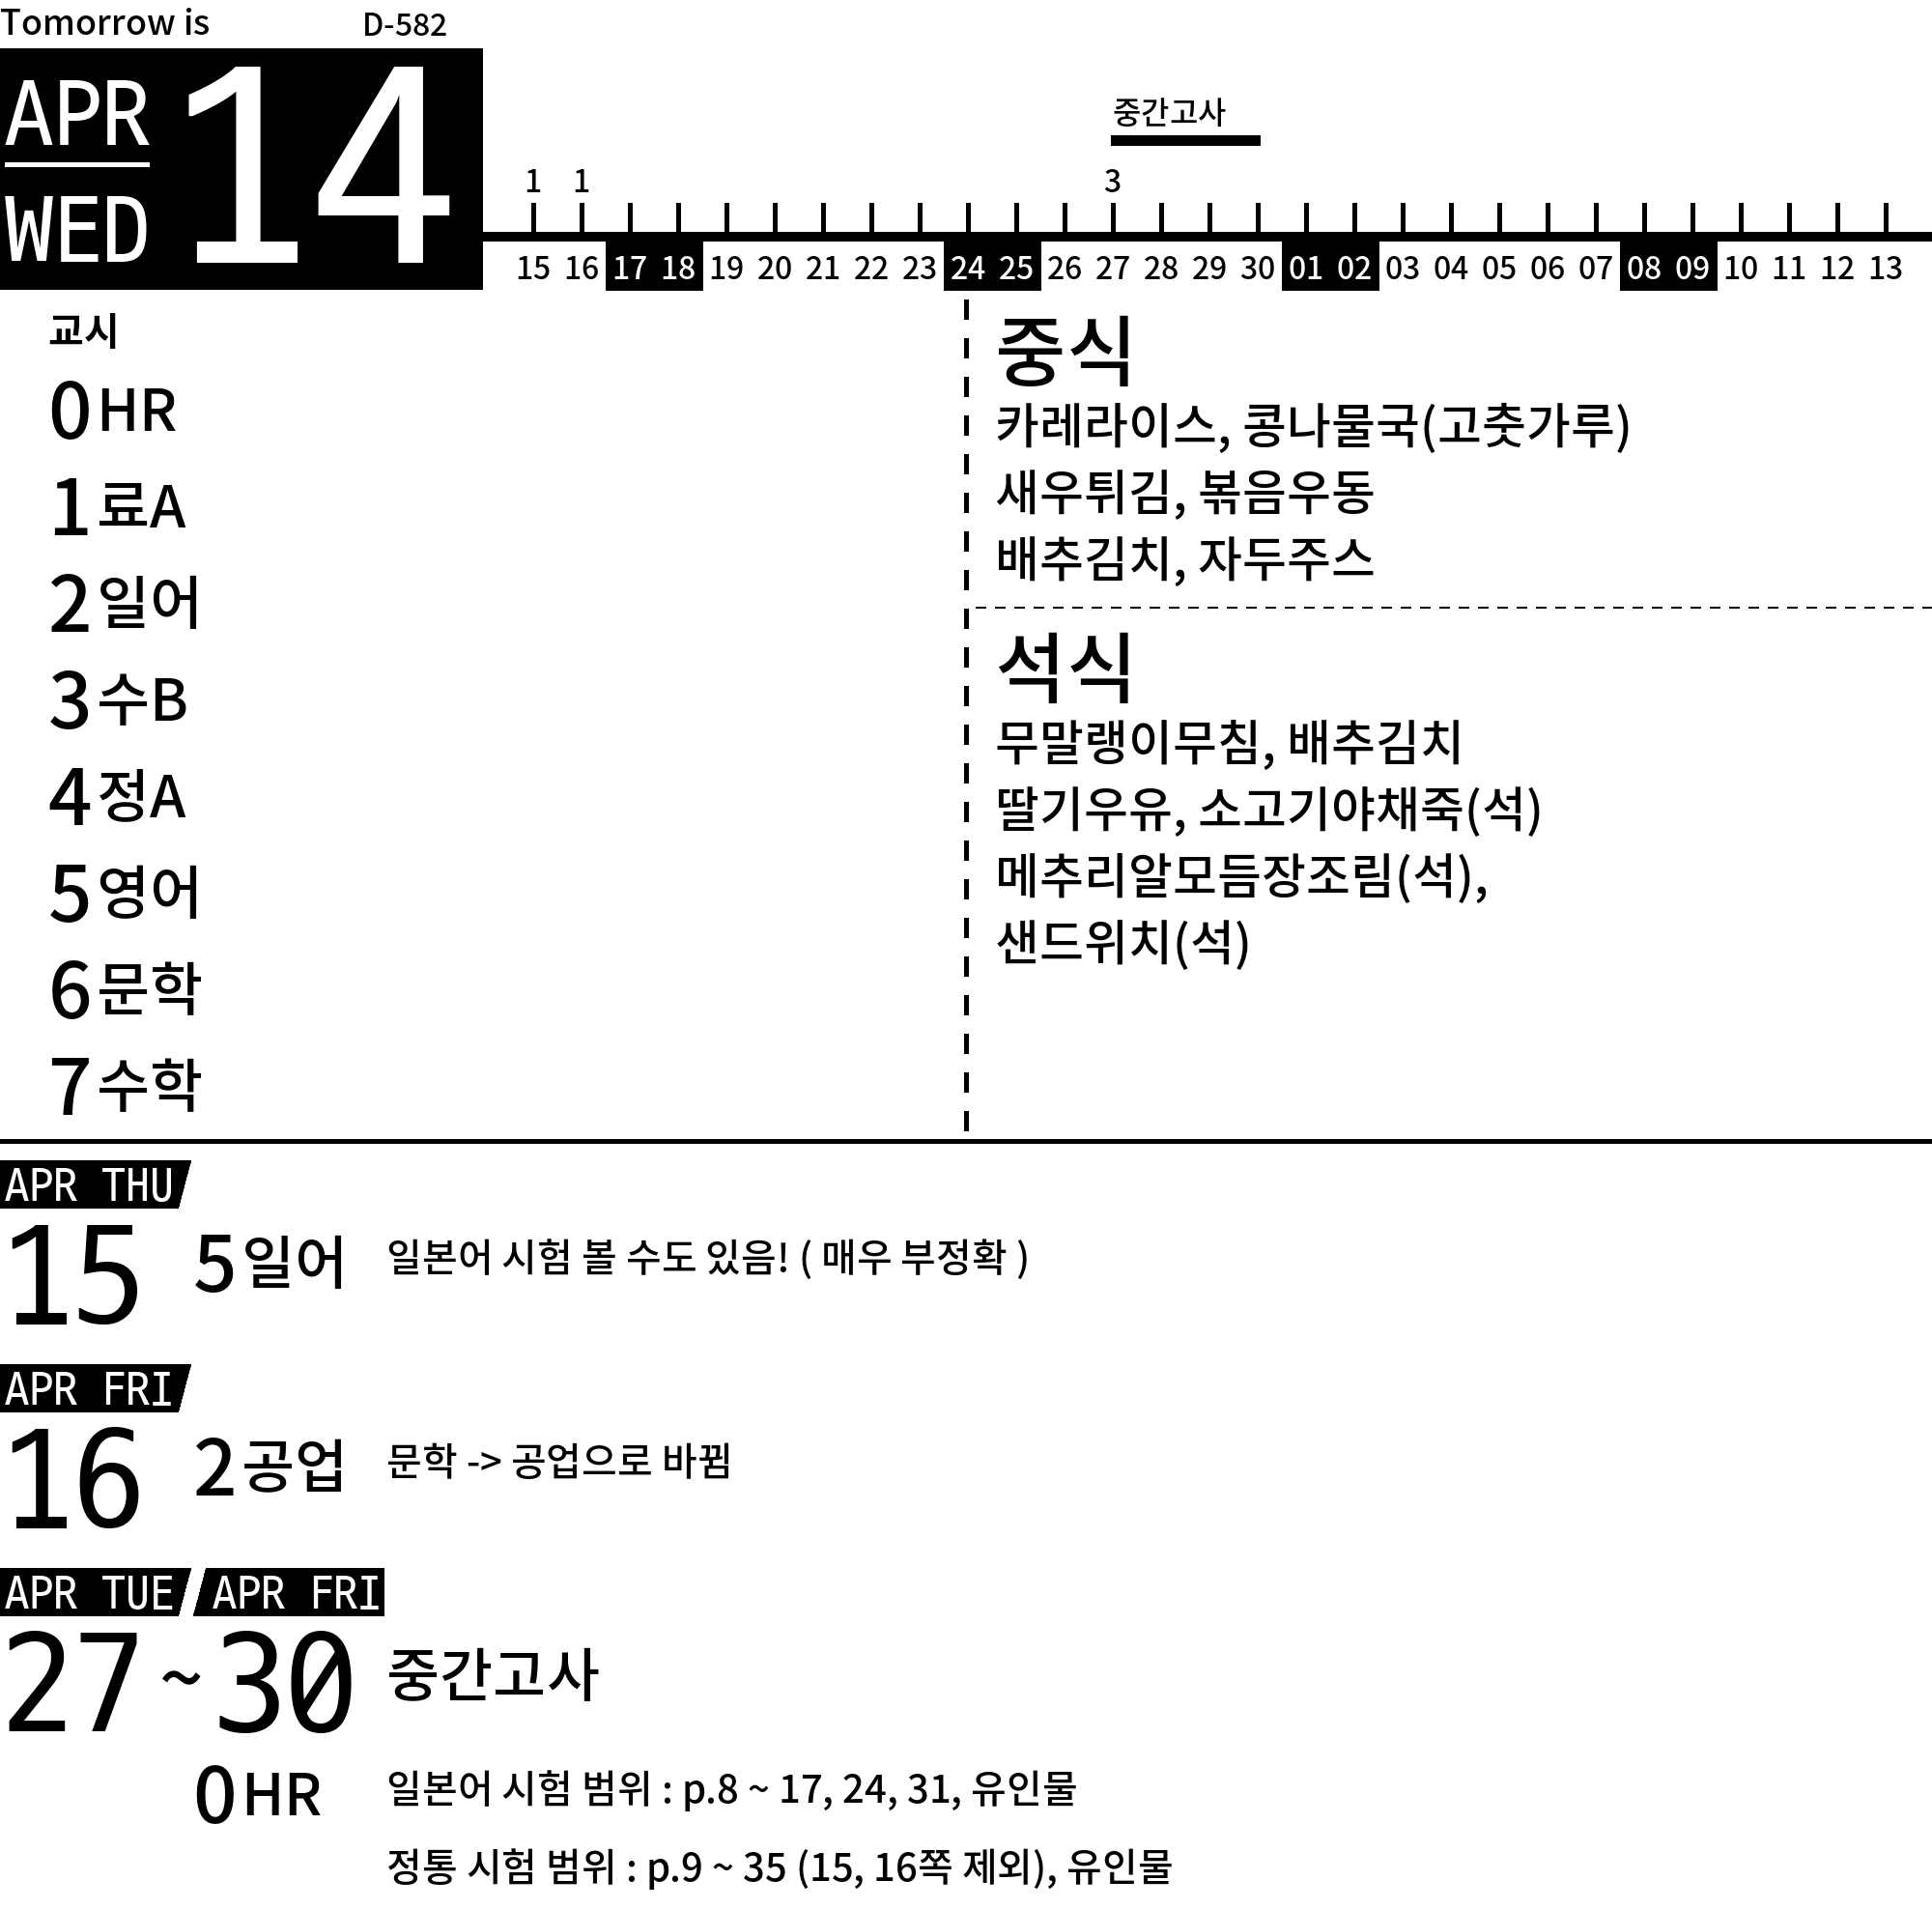 Tomorrow is D-582
APR
WED
14
중간고사
1 1 3
15 16 17 18 19 20 21 22 23 24 25 26 27 28 29 30 01 02 03 04 05 06 07 08 09 10 11 12 13
교시
0 HR
1 료A
2 일어
3 수B
4 정A
5 영어
6 문학
7 수학
중식
카레라이스, 콩나물국(고춧가루)
새우튀김, 볶음우동
배추김치, 자두주스
석식
무말랭이무침, 배추김치
딸기우유, 소고기야채죽(석)
메추리알모듬장조림(석),
샌드위치(석)
APR THU
15 5 일어 일본어 시험 볼 수도 있음! ( 매우 부정확 )
APR FRI
16 2 공업 문학 -> 공업으로 바뀜
APR TUE / APR FRI
27 ~ 30 중간고사
0 HR 일본어 시험 범위 : p.8 ~ 17, 24, 31, 유인물
정통 시험 범위 : p.9 ~ 35 (15, 16쪽 제외), 유인물